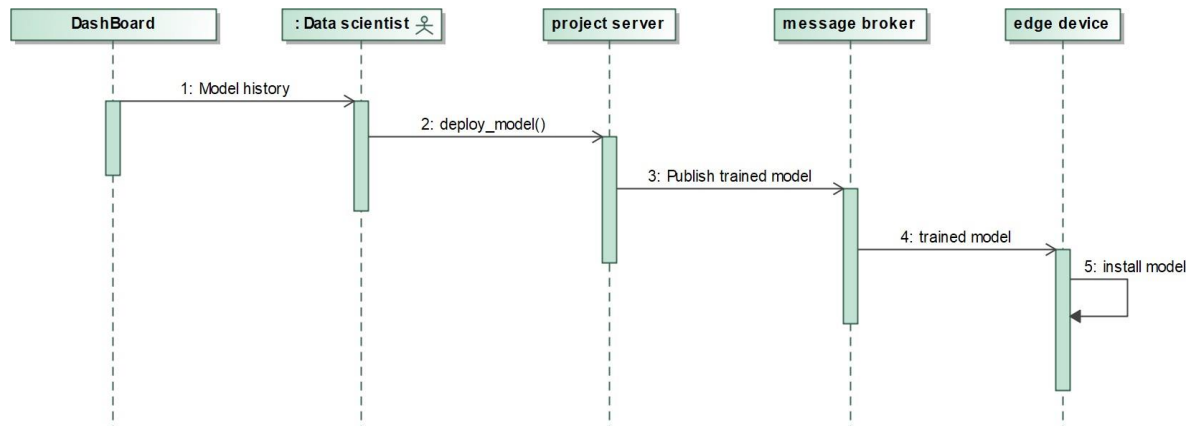 DashBoard
: Data scientist
project server
message broker
edge device
1: Model history
2: deploy_model()
3: Publish trained model
4: trained model
5: install model